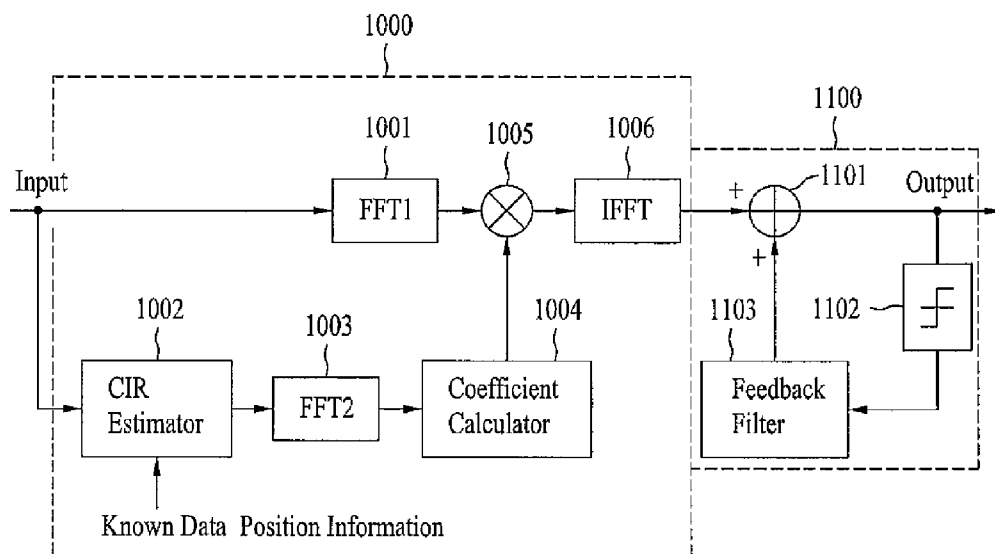 1000
1001
1005
1006
1100
1101
Input
Output
FFT1
IFFT
+
+
1002
1003
1004
1103
1102
CIR
Estimator
FFT2
Coefficient
Calculator
Feedback
Filter
Known Data Position Information